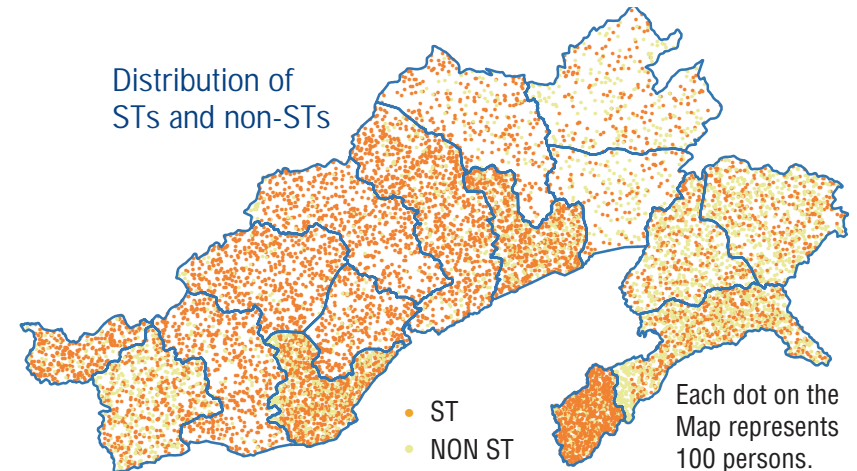 Distribution of
STs and non-STs
ST
NON ST
Each dot on the
Map represents
100 persons.